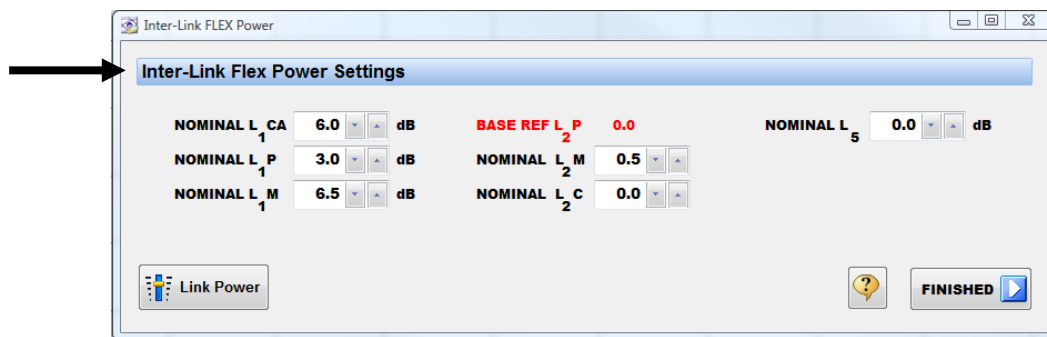 Inter-Link FLEX Power
Inter-Link Flex Power Settings
NOMINAL L1CA 6.0 dB BASE REF L2P 0.0 NOMINAL L5 0.0 dB
NOMINAL L1P 3.0 dB NOMINAL L2M 0.5
NOMINAL L1M 6.5 dB NOMINAL L2C 0.0
Link Power ? FINISHED